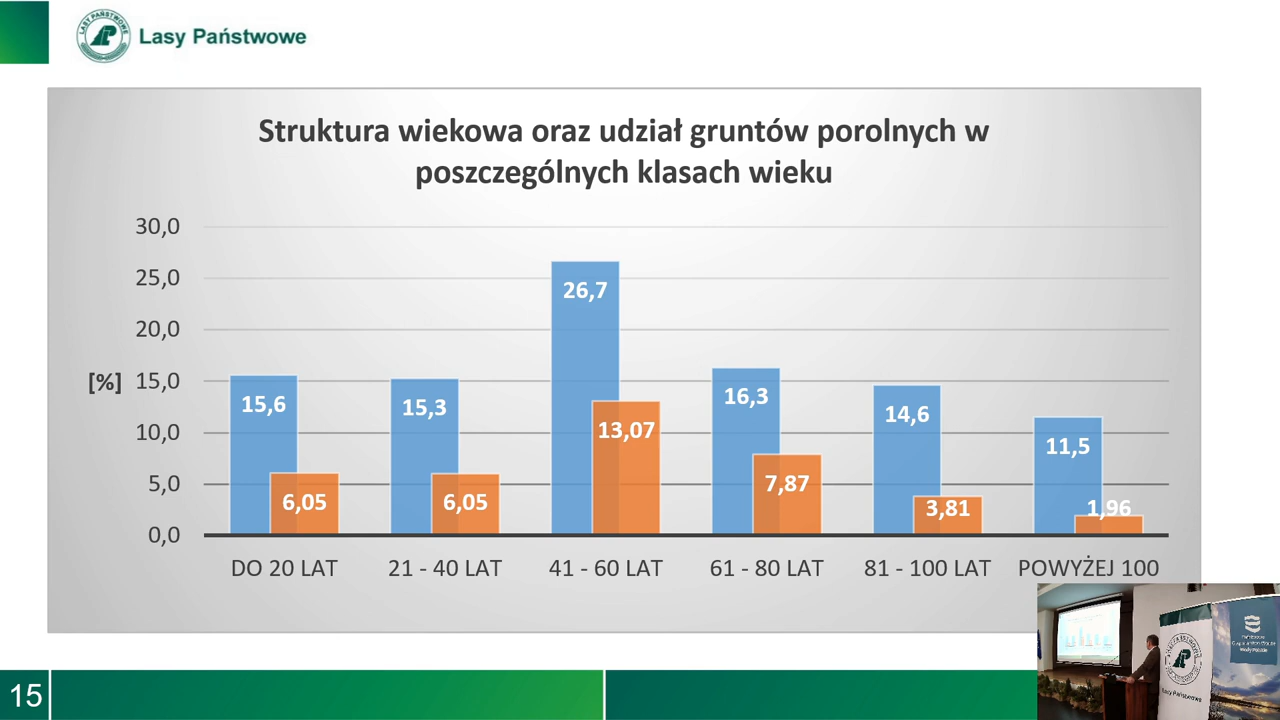 Lasy Państwowe
Struktura wiekowa oraz udział gruntów porolnych w
poszczególnych klasach wieku
30,0
25,0
20,0
[%] 15,0
10,0
5,0
0,0
15,6
6,05
15,3
6,05
26,7
13,07
16,3
7,87
14,6
3,81
11,5
1,96
DO 20 LAT
21 - 40 LAT
41 - 60 LAT
61 - 80 LAT
81 - 100 LAT
POWYŻEJ 100
15
Lasy Państwowe